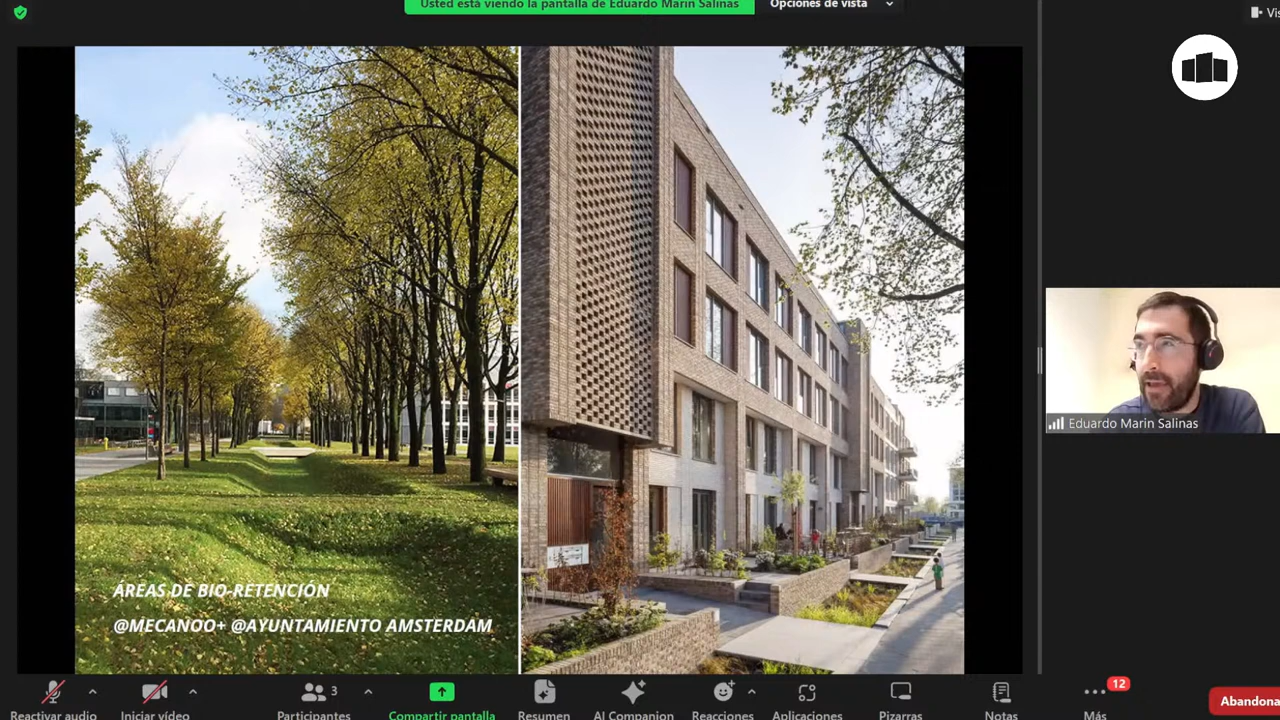 Usted está viendo la pantalla de Eduardo Marin Salinas
Opciones de vista
ÁREAS DE BIO-RETENCIÓN
@MECANOO+ @AYUNTAMIENTO AMSTERDAM
Eduardo Marin Salinas
Reactivar audio
Iniciar vídeo
3
Participantes
Compartir pantalla
Resumen
AI Companion
Reacciones
Aplicaciones
Pizarras
Notas
12
Más